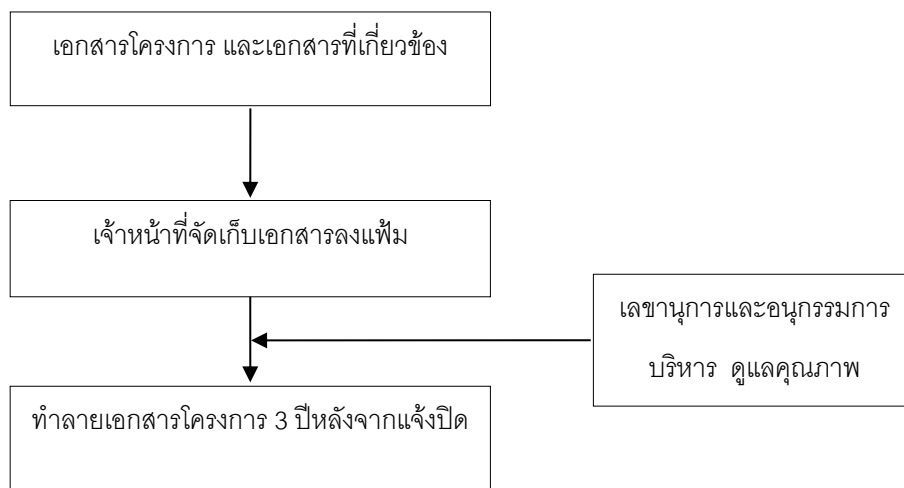 เอกสารโครงการ และเอกสารที่เกี่ยวข้อง
เจ้าหน้าที่จัดเก็บเอกสารลงแฟ้ม
เลขานุการและอนุกรรมการ
บริหาร ดูแลคุณภาพ
ทำลายเอกสารโครงการ 3 ปีหลังจากแจ้งปิด